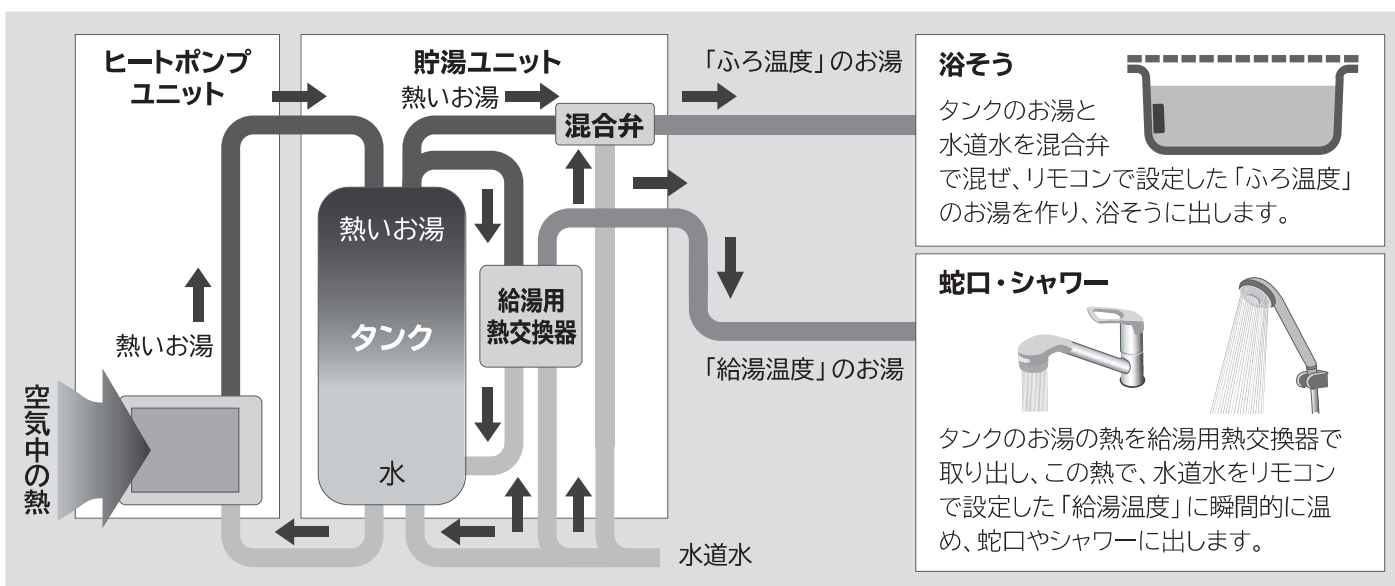 ヒートポンプ
ユニット
貯湯ユニット
熱いお湯
混合弁
「ふろ温度」のお湯
熱いお湯
タンク
水
給湯用
熱交換器
熱いお湯
空気中の熱
「給湯温度」のお湯
水道水
浴そう
タンクのお湯と
水道水を混合弁
で混ぜ、リモコンで設定した「ふろ温度」
のお湯を作り、浴そうに出します。
蛇口・シャワー
タンクのお湯の熱を給湯用熱交換器で
取り出し、この熱で、水道水をリモコン
で設定した「給湯温度」に瞬間的に温
め、蛇口やシャワーに出します。